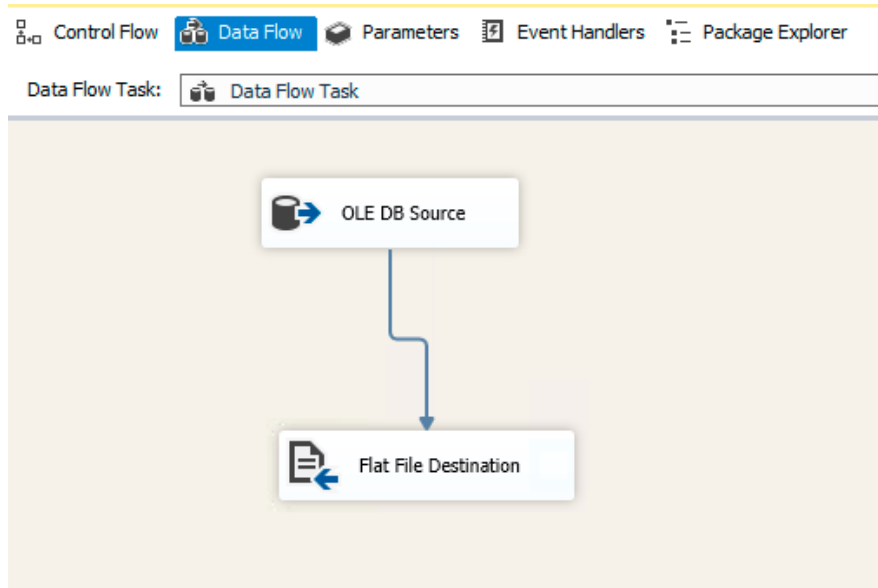 Control Flow Data Flow Parameters Event Handlers Package Explorer
Data Flow Task: Data Flow Task
OLE DB Source
Flat File Destination